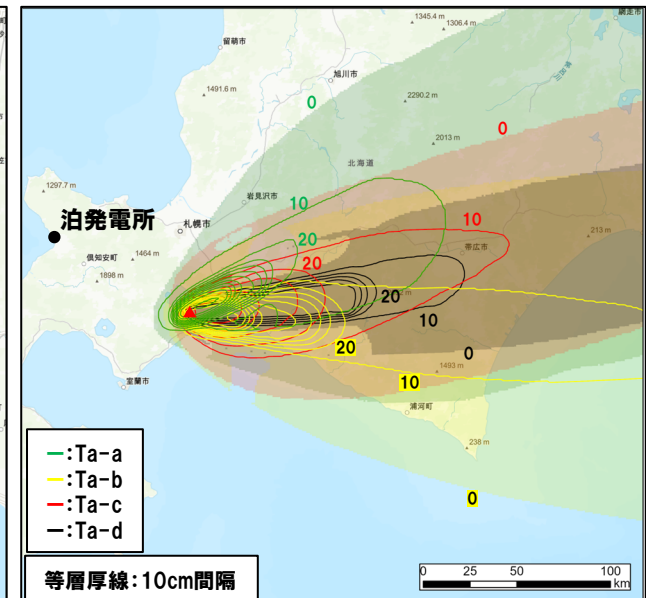 1345.4 m
1306.4 m
網走市
留萌市
旭川市
1491.6 m
2290.2 m
0
常呂川
0
2013 m
北海道
1297.7 m
岩見沢市
10
泊発電所
札幌市
10
20
213 m
倶知安町
1464 m
帯広市
20
1898 m
20
10
20
0
室蘭市
10
1493 m
浦河町
238 m
0
:Ta-a
:Ta-b
:Ta-c
:Ta-d
等層厚線:10cm間隔
0 25 50 100
km